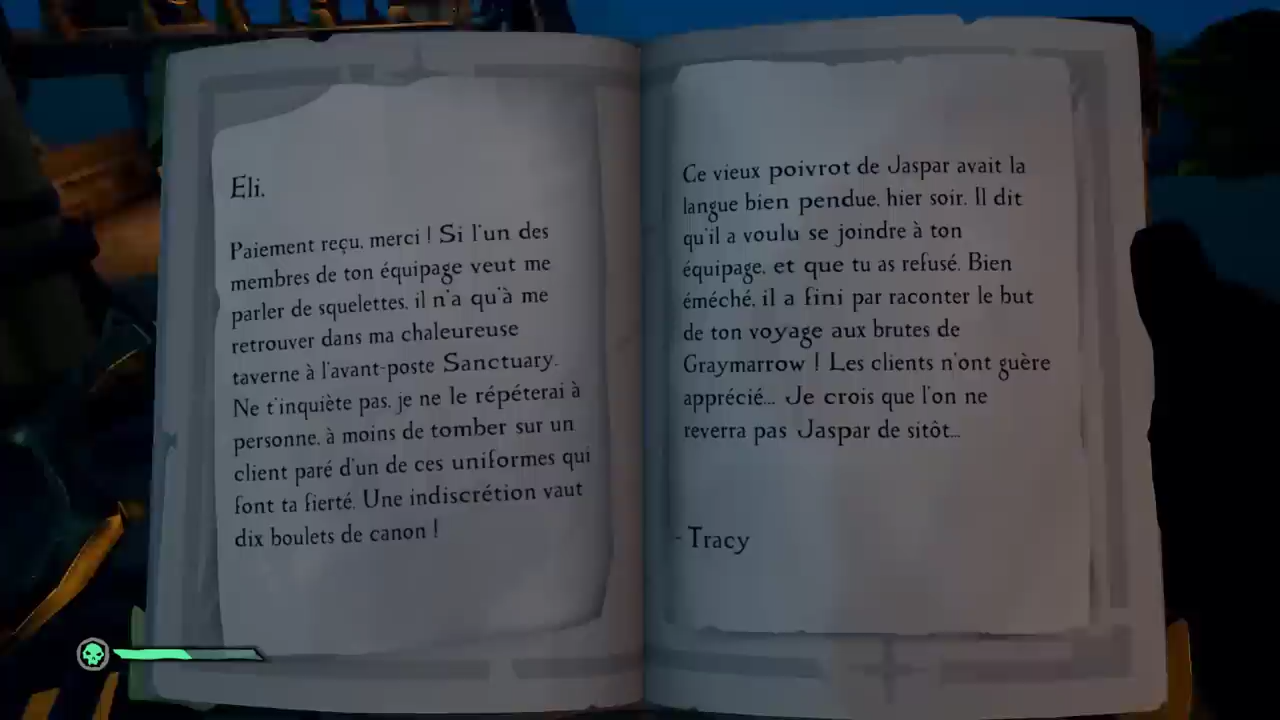 Eli,
Paiement reçu, merci ! Si l'un des
membres de ton équipage veut me
parler de squelettes, il n'a qu'à me
retrouver dans ma chaleureuse
taverne à l'avant-poste Sanctuary.
Ne t'inquiète pas, je ne le répéterai à
personne, à moins de tomber sur un
client paré d'un de ces uniformes qui
font ta fierté. Une indiscrétion vaut
dix boulets de canon !
Ce vieux poivrot de Jaspar avait la
langue bien pendue, hier soir. Il dit
qu'il a voulu se joindre à ton
équipage, et que tu as refusé. Bien
éméché, il a fini par raconter le but
de ton voyage aux brutes de
Graymarrow ! Les clients n'ont guère
apprécié... Je crois que l'on ne
reverra pas Jaspar de sitôt...
- Tracy